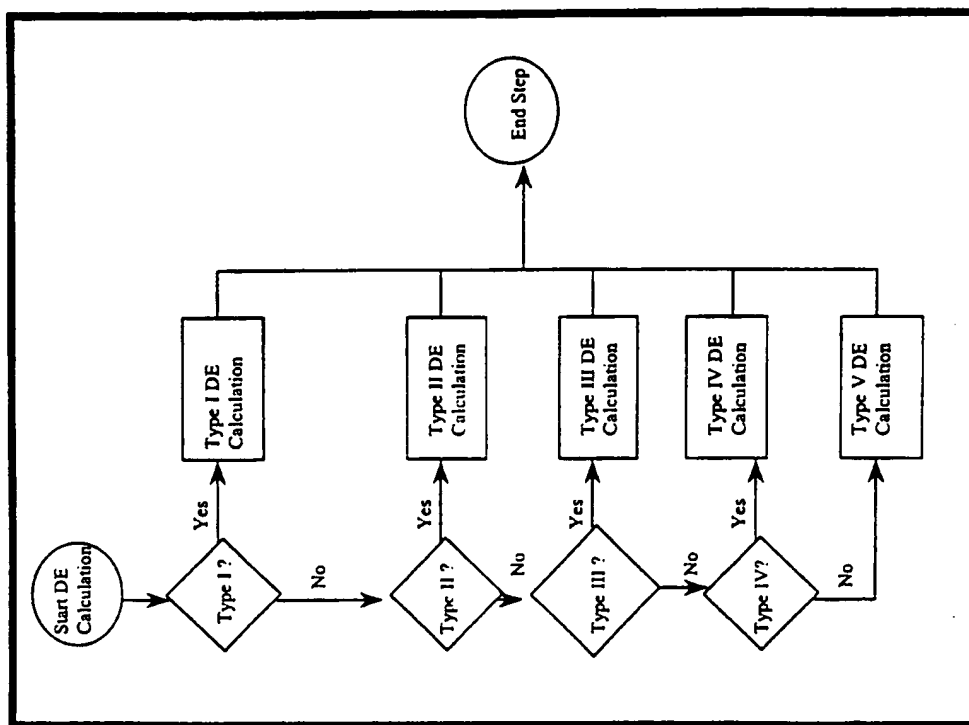 Start DE
Calculation
Type I ?
Yes
No
Type I DE
Calculation
Type II ?
Yes
No
Type II DE
Calculation
Type III ?
Yes
No
Type III DE
Calculation
Type IV?
Yes
No
Type IV DE
Calculation
Type V DE
Calculation
End Step